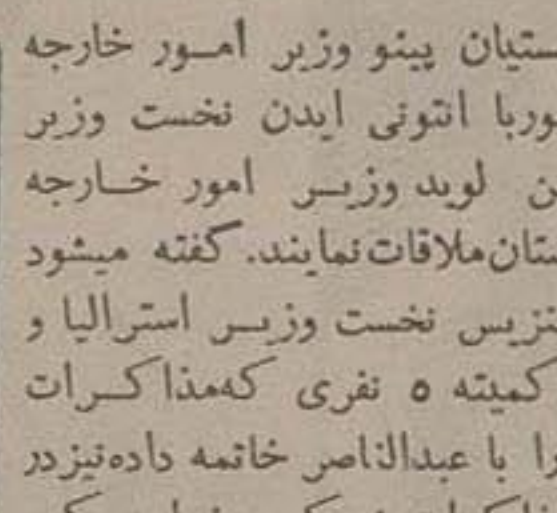 ستیان پینو وزیر امور خارجه
وربا انتونی ایدن نخست وزیر
ن لوید وزیر امور خارجه
ستان ملاقات نمایند. گفته میشود
نزیس نخست وزیر استرالیا و
کمیته ۵ نفری که مذاکرات
را با عبدالناصر خاتمه داده نیز در